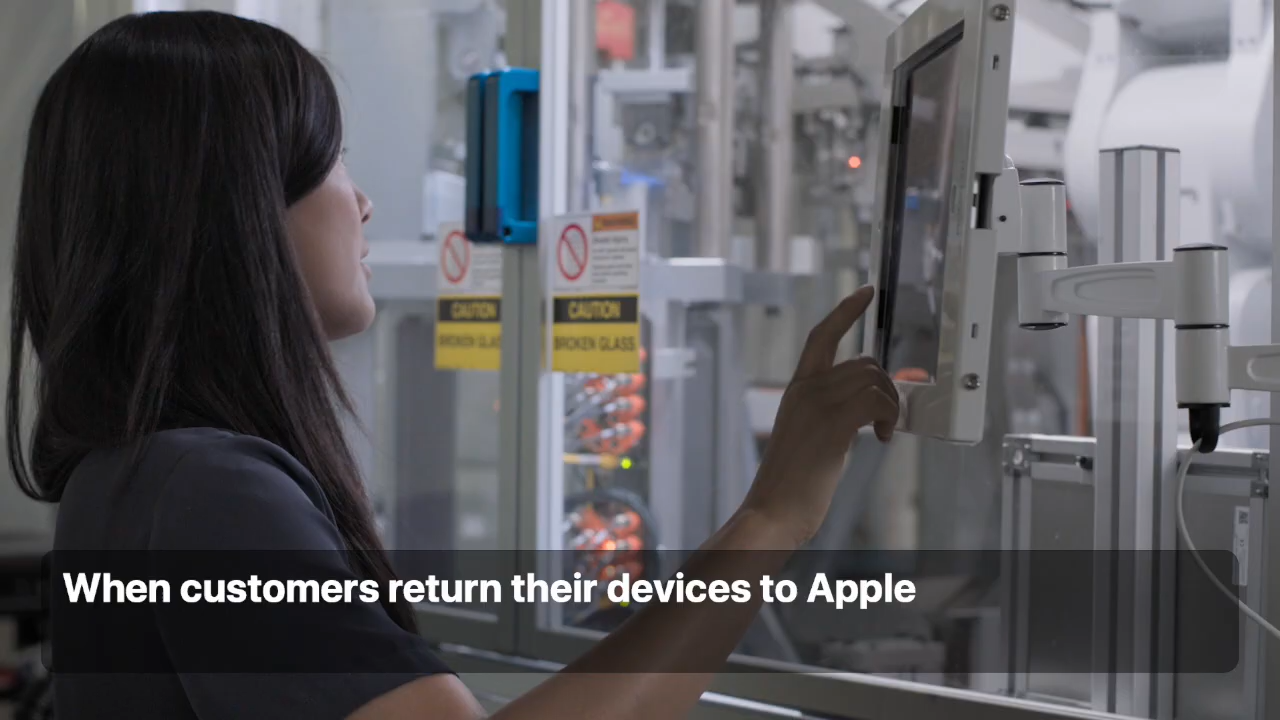 CAUTION
BROKEN GLASS
CAUTION
BROKEN GLASS
When customers return their devices to Apple